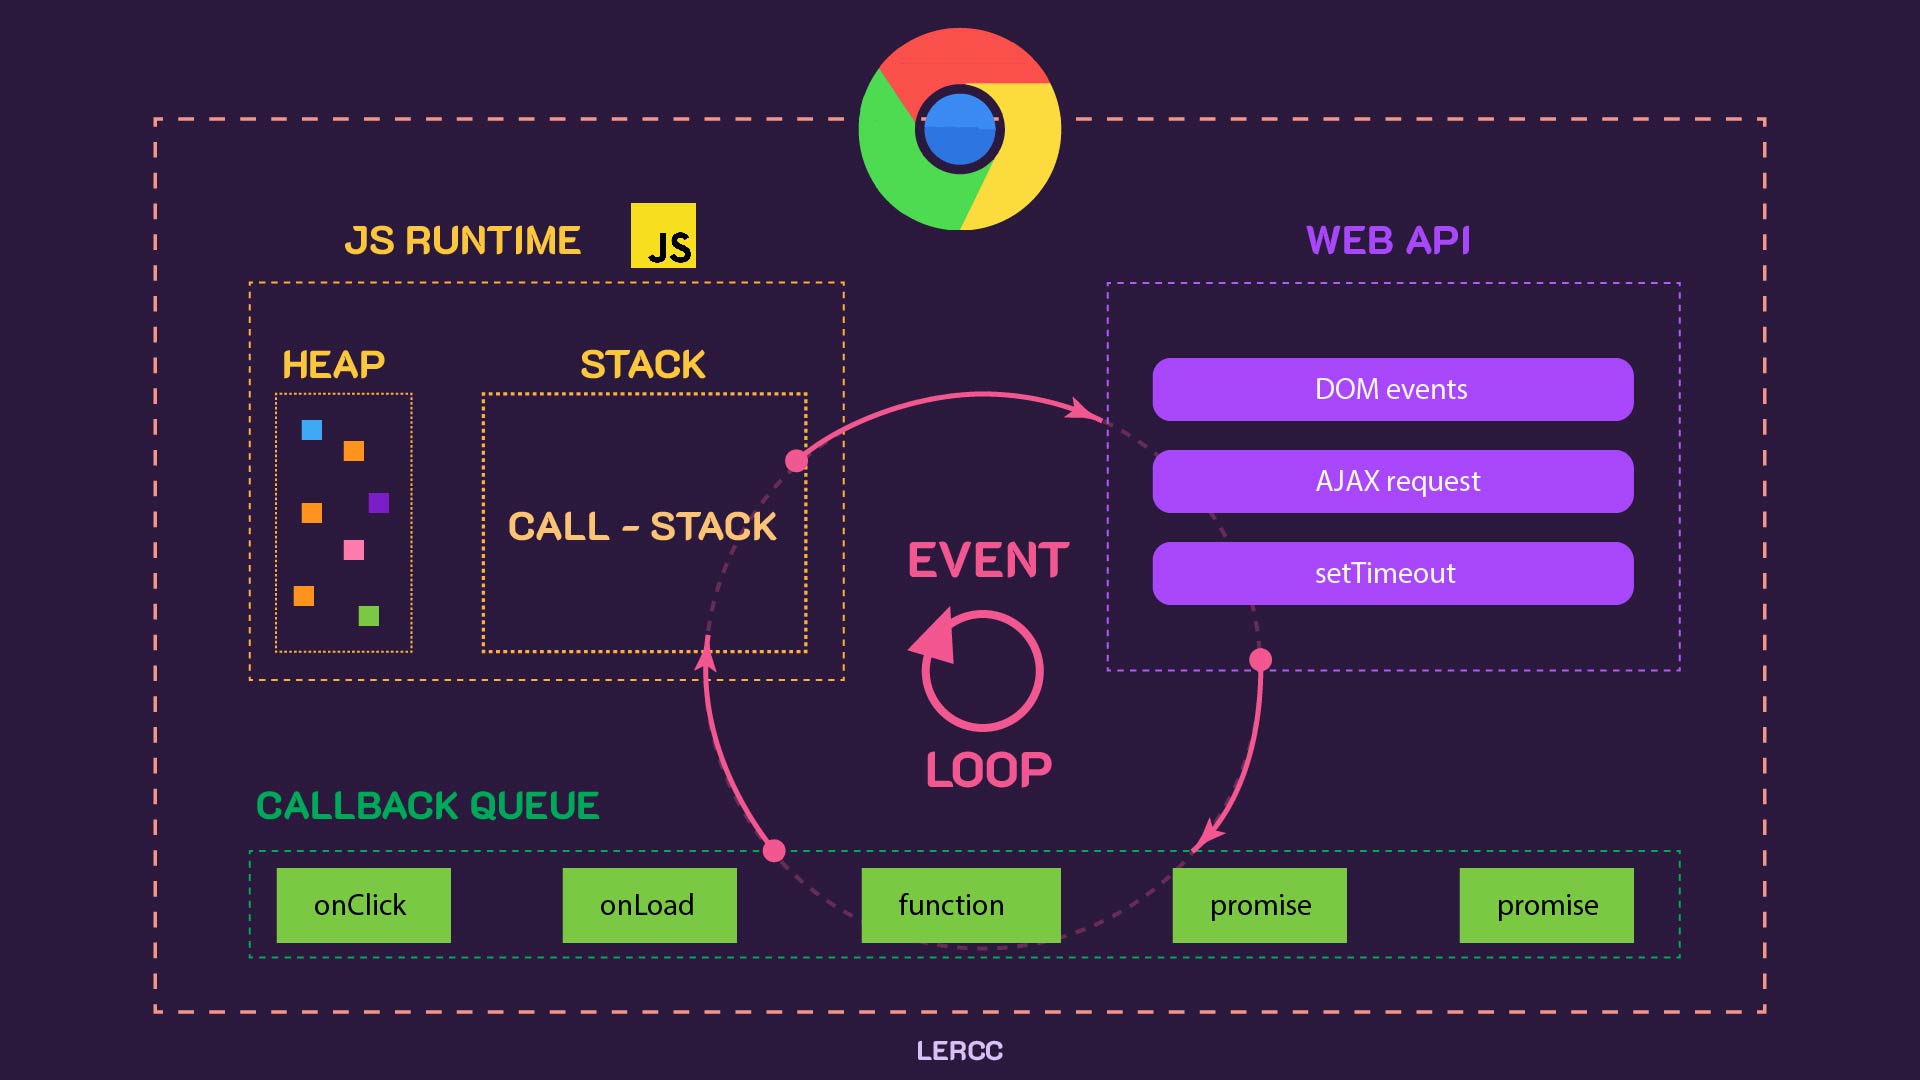 JS RUNTIME
JS
WEB API
HEAP
STACK
CALL - STACK
DOM events
AJAX request
setTimeout
EVENT
LOOP
CALLBACK QUEUE
onClick
onLoad
function
promise
promise
LERCC